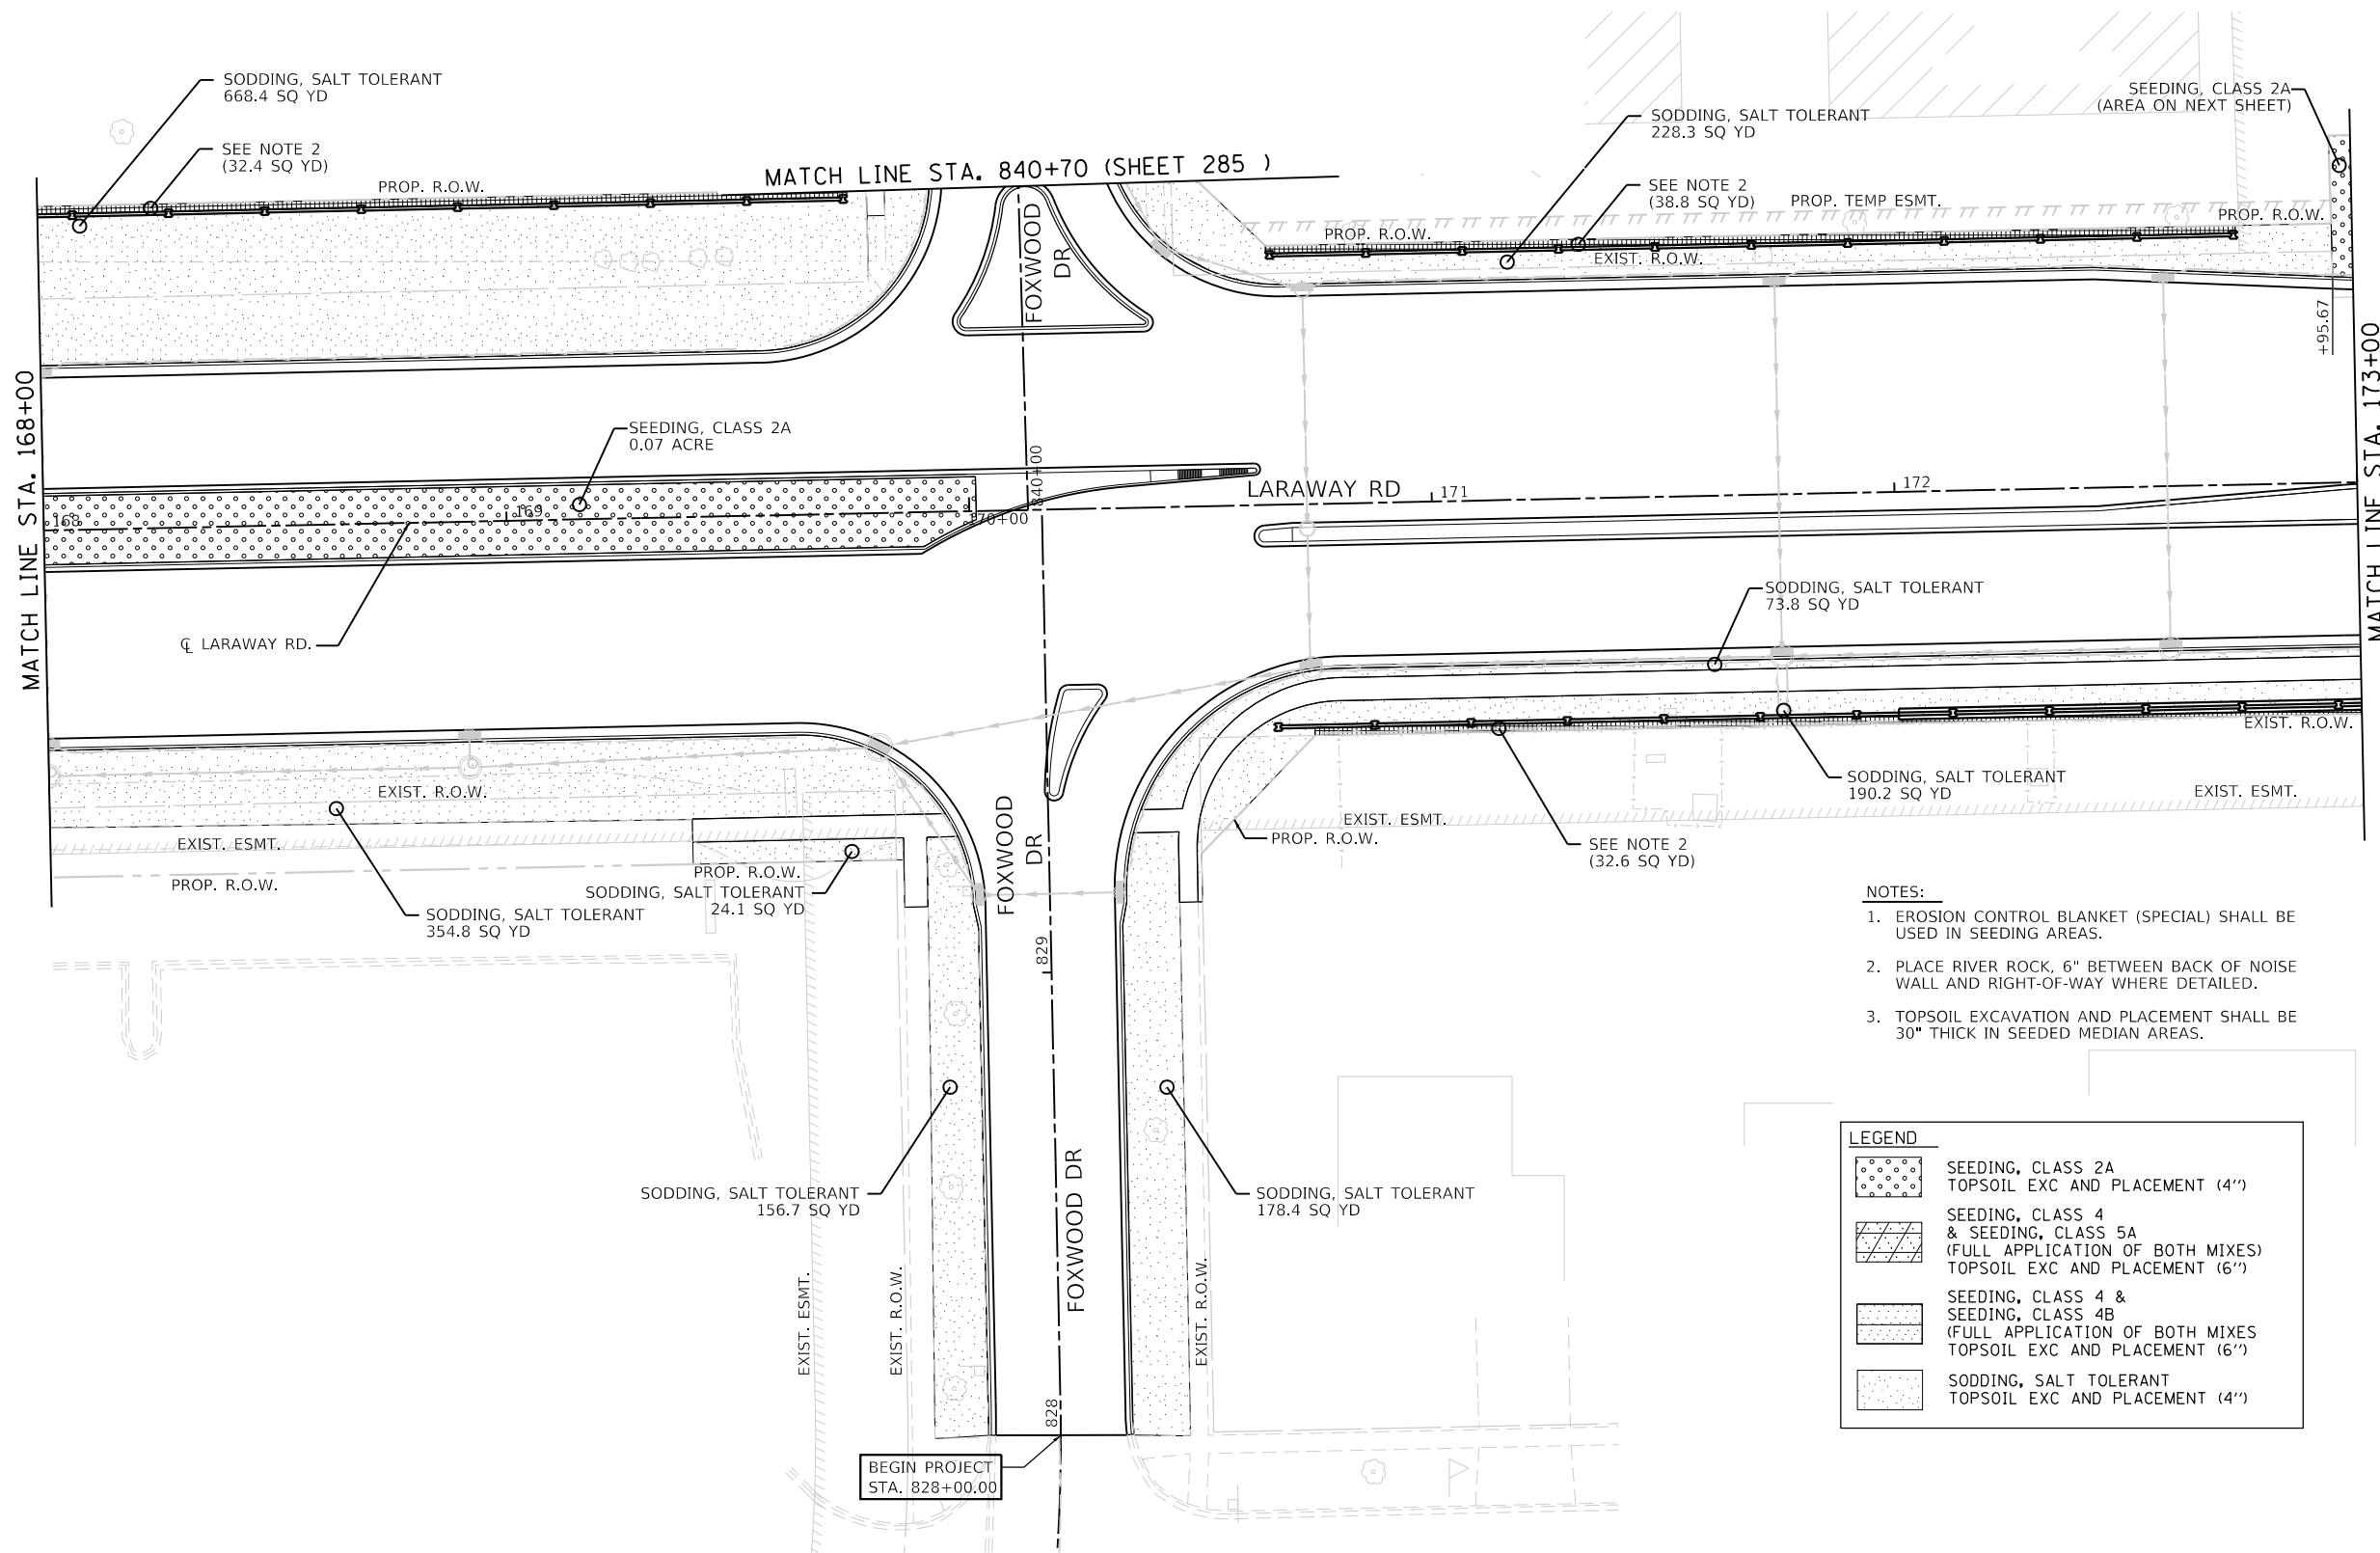 SODDING, SALT TOLERANT
668.4 SQ YD
SEE NOTE 2
(32.4 SQ YD)
PROP. R.O.W.
MATCH LINE STA. 840+70 (SHEET 285 )
SODDING, SALT TOLERANT
228.3 SQ YD
SEE NOTE 2
(38.8 SQ YD)
PROP. TEMP ESMT.
SEEDING, CLASS 2A
(AREA ON NEXT SHEET)
PROP. R.O.W.
PROP. R.O.W.
EXIST. R.O.W.
+95.67
FOXWOOD
DR
MATCH LINE STA. 168+00
MATCH LINE STA. 173+00
SEEDING, CLASS 2A
0.07 ACRE
168
169
70+00
840+00
LARAWAY RD
171
172
℄ LARAWAY RD.
SODDING, SALT TOLERANT
73.8 SQ YD
EXIST. R.O.W.
SODDING, SALT TOLERANT
190.2 SQ YD
EXIST. ESMT.
EXIST. R.O.W.
EXIST. ESMT.
PROP. R.O.W.
PROP. R.O.W.
SODDING, SALT TOLERANT
24.1 SQ YD
SODDING, SALT TOLERANT
354.8 SQ YD
FOXWOOD
DR
EXIST. ESMT.
PROP. R.O.W.
SEE NOTE 2
(32.6 SQ YD)
829
NOTES:
1. EROSION CONTROL BLANKET (SPECIAL) SHALL BE
USED IN SEEDING AREAS.
2. PLACE RIVER ROCK, 6" BETWEEN BACK OF NOISE
WALL AND RIGHT-OF-WAY WHERE DETAILED.
3. TOPSOIL EXCAVATION AND PLACEMENT SHALL BE
30" THICK IN SEEDED MEDIAN AREAS.
SODDING, SALT TOLERANT
156.7 SQ YD
SODDING, SALT TOLERANT
178.4 SQ YD
FOXWOOD DR
EXIST. ESMT.
EXIST. R.O.W.
EXIST. R.O.W.
828
BEGIN PROJECT
STA. 828+00.00
LEGEND
SEEDING, CLASS 2A
TOPSOIL EXC AND PLACEMENT (4'')
SEEDING, CLASS 4
& SEEDING, CLASS 5A
(FULL APPLICATION OF BOTH MIXES)
TOPSOIL EXC AND PLACEMENT (6'')
SEEDING, CLASS 4 &
SEEDING, CLASS 4B
(FULL APPLICATION OF BOTH MIXES
TOPSOIL EXC AND PLACEMENT (6'')
SODDING, SALT TOLERANT
TOPSOIL EXC AND PLACEMENT (4'')